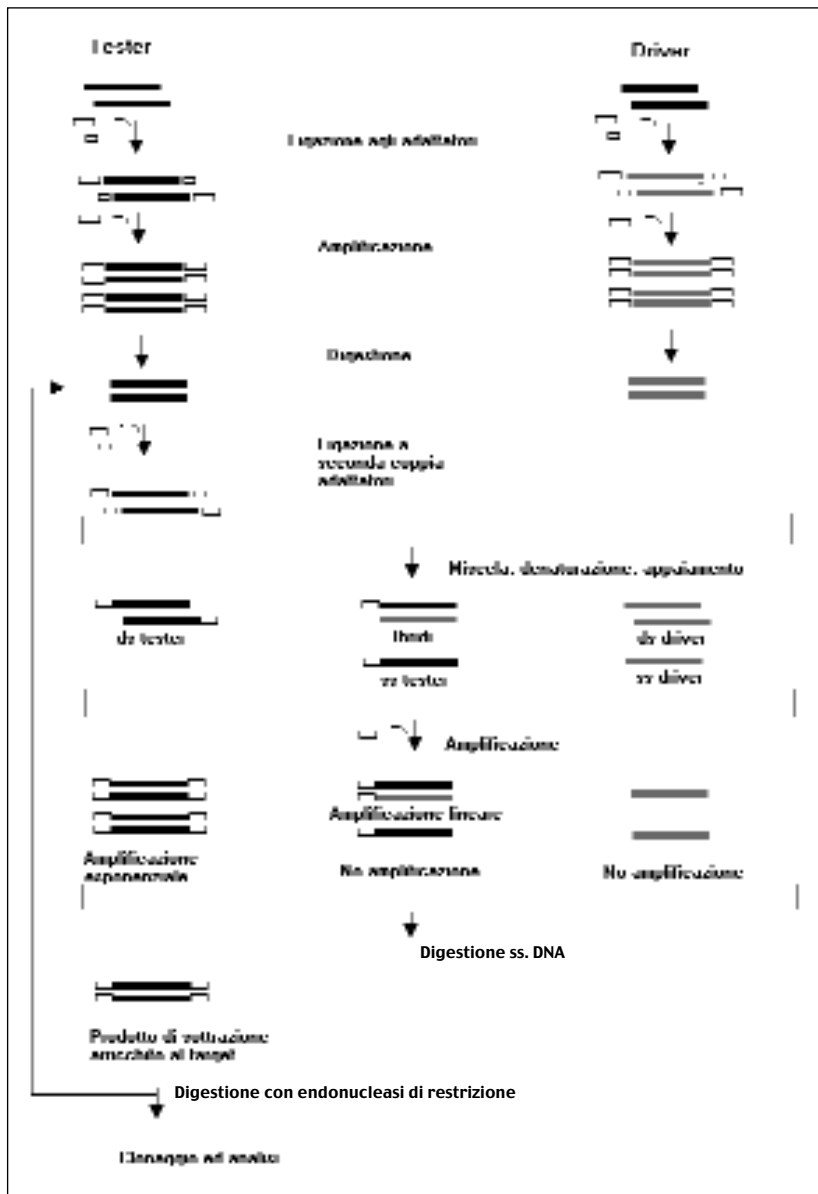 Tester
Driver
Ligazione agli adattatori
Amplificazione
Digestione
Ligazione a
seconda coppia
adattatori
Miscela, denaturazione, appaiamento
ds tester
Ibridi
ds driver
ss tester
ss driver
Amplificazione
Amplificazione lineare
Amplificazione
esponenziale
No amplificazione
No amplificazione
Digestione ss. DNA
Prodotto di sottrazione
arricchito al target
Digestione con endonucleasi di restrizione
Clonaggio ed analisi